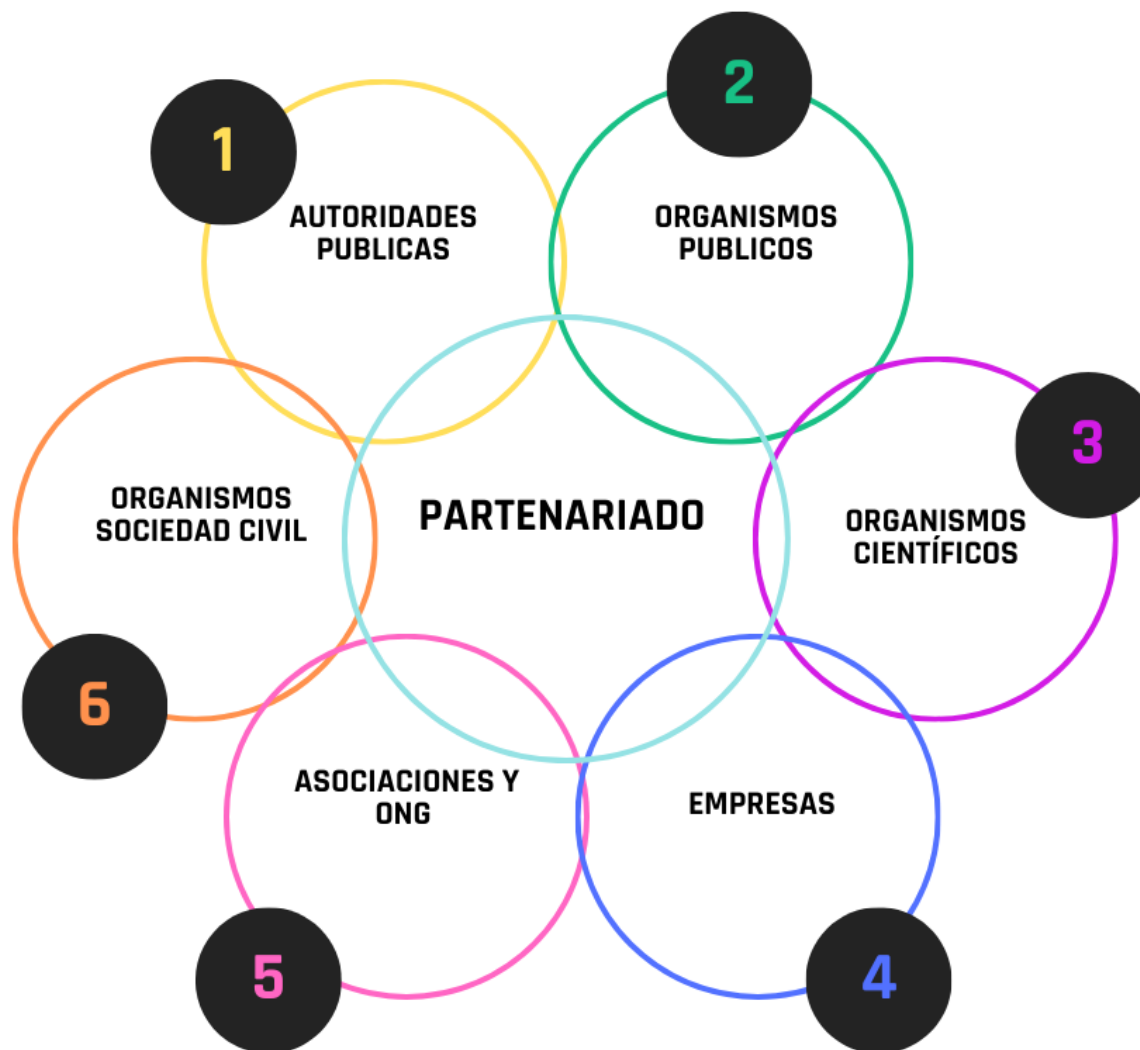 1
AUTORIDADES
PUBLICAS
2
ORGANISMOS
PUBLICOS
3
ORGANISMOS
CIENTÍFICOS
PARTENARIADO
ORGANISMOS
SOCIEDAD CIVIL
6
ASOCIACIONES Y
ONG
5
EMPRESAS
4